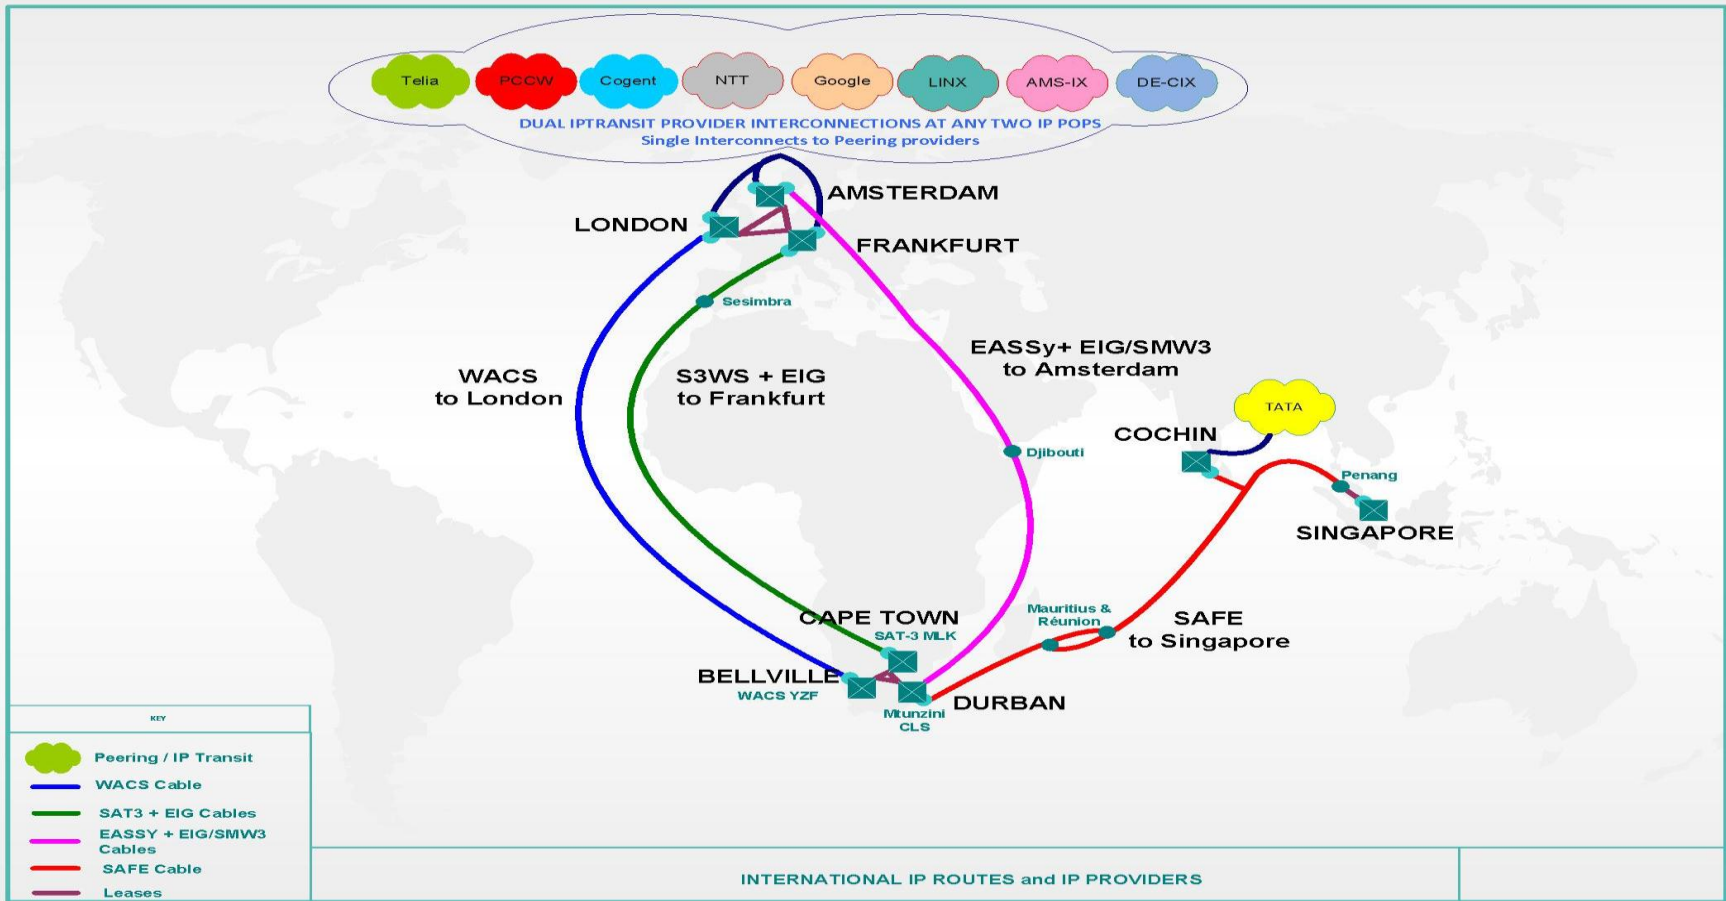 Telia
PCCW
Cogent
NTT
Google
LINX
AMS-IX
DE-CIX
DUAL IPTRANSIT PROVIDER INTERCONNECTIONS AT ANY TWO IP POPS
Single Interconnects to Peering providers
AMSTERDAM
LONDON
FRANKFURT
Sesimbra
EASSy+ EIG/SMW3
to Amsterdam
WACS
to London
S3WS + EIG
to Frankfurt
TATA
COCHIN
Djibouti
Penang
SINGAPORE
CAPE TOWN
SAT-3 MLK
Mauritius &
Réunion
SAFE
to Singapore
BELLVILLE
WACS YZF
DURBAN
Mtunzini
CLS
KEY
Peering / IP Transit
WACS Cable
SAT3 + EIG Cables
EASSY + EIG/SMW3
Cables
SAFE Cable
Leases
INTERNATIONAL IP ROUTES and IP PROVIDERS